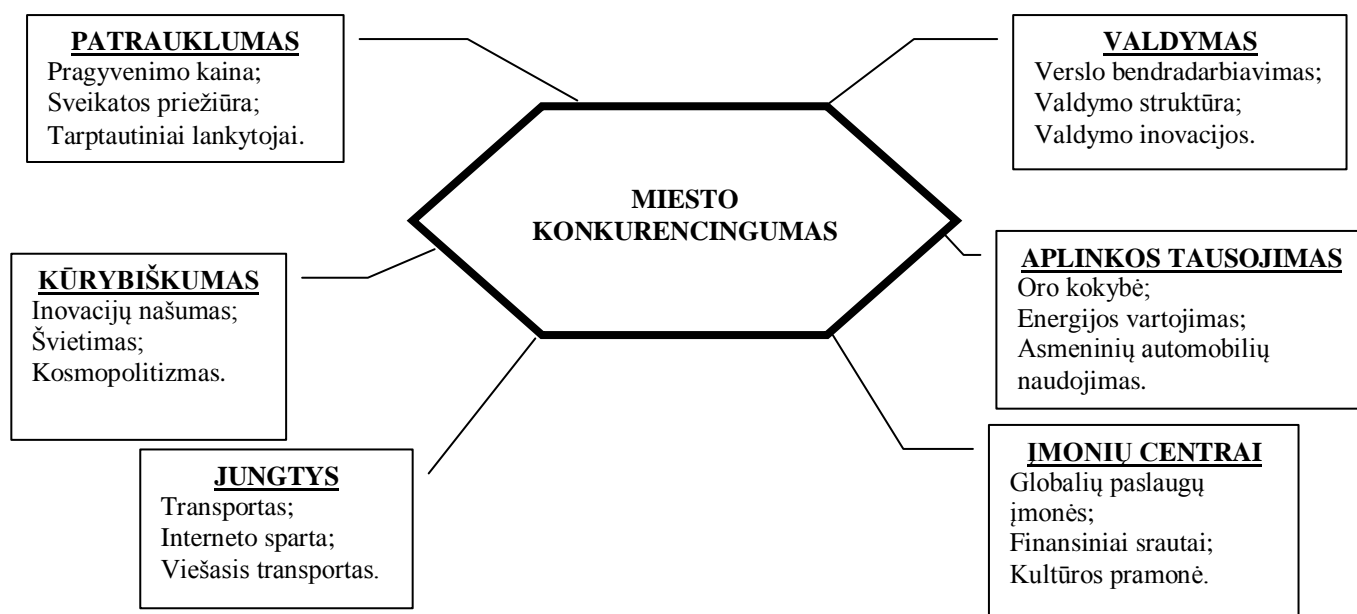 PATRAUKLUMAS
Pragyvenimo kaina;
Sveikatos priežiūra;
Tarptautiniai lankytojai.
VALDYMAS
Verslo bendradarbiavimas;
Valdymo struktūra;
Valdymo inovacijos.
MIESTO
KONKURENCINGUMAS
KŪRYBIŠKUMAS
Inovacijų našumas;
Švietimas;
Kosmopolitizmas.
APLINKOS TAUSOJIMAS
Oro kokybė;
Energijos vartojimas;
Asmeninių automobilių
naudojimas.
JUNGTYS
Transportas;
Interneto sparta;
Viešasis transportas.
ĮMONIŲ CENTRAI
Globalių paslaugų
įmonės;
Finansiniai srautai;
Kultūros pramonė.